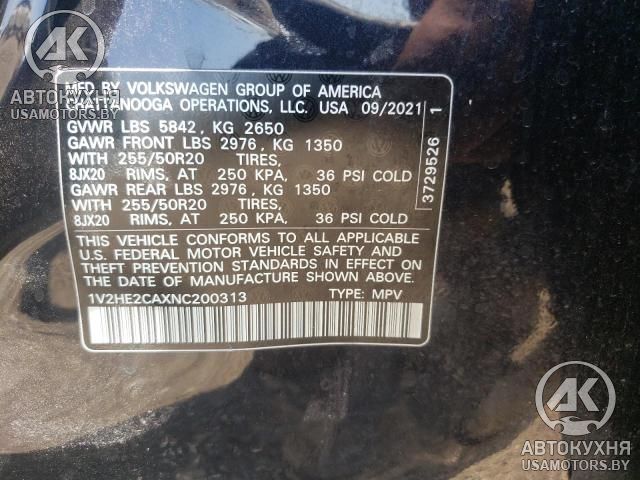 MFD. BY VOLKSWAGEN GROUP OF AMERICA
CHATTANOOGA OPERATIONS, LLC. USA 09/2021
GVWR LBS 5842, KG 2650
GAWR FRONT LBS 2976, KG 1350
WITH 255/50R20 TIRES,
8JX20 RIMS, AT 250 KPA, 36 PSI COLD
GAWR REAR LBS 2976, KG 1350
WITH 255/50R20 TIRES,
8JX20 RIMS, AT 250 KPA, 36 PSI COLD
THIS VEHICLE CONFORMS TO ALL APPLICABLE
U.S. FEDERAL MOTOR VEHICLE SAFETY AND
THEFT PREVENTION STANDARDS IN EFFECT ON
THE DATE OF MANUFACTURE SHOWN ABOVE.
1V2HE2CAXNC200313 TYPE: MPV
3729526 1
АК
АВТОКУХНЯ
USAMOTORS.BY
АК
АВТОКУХНЯ
USAMOTORS.BY